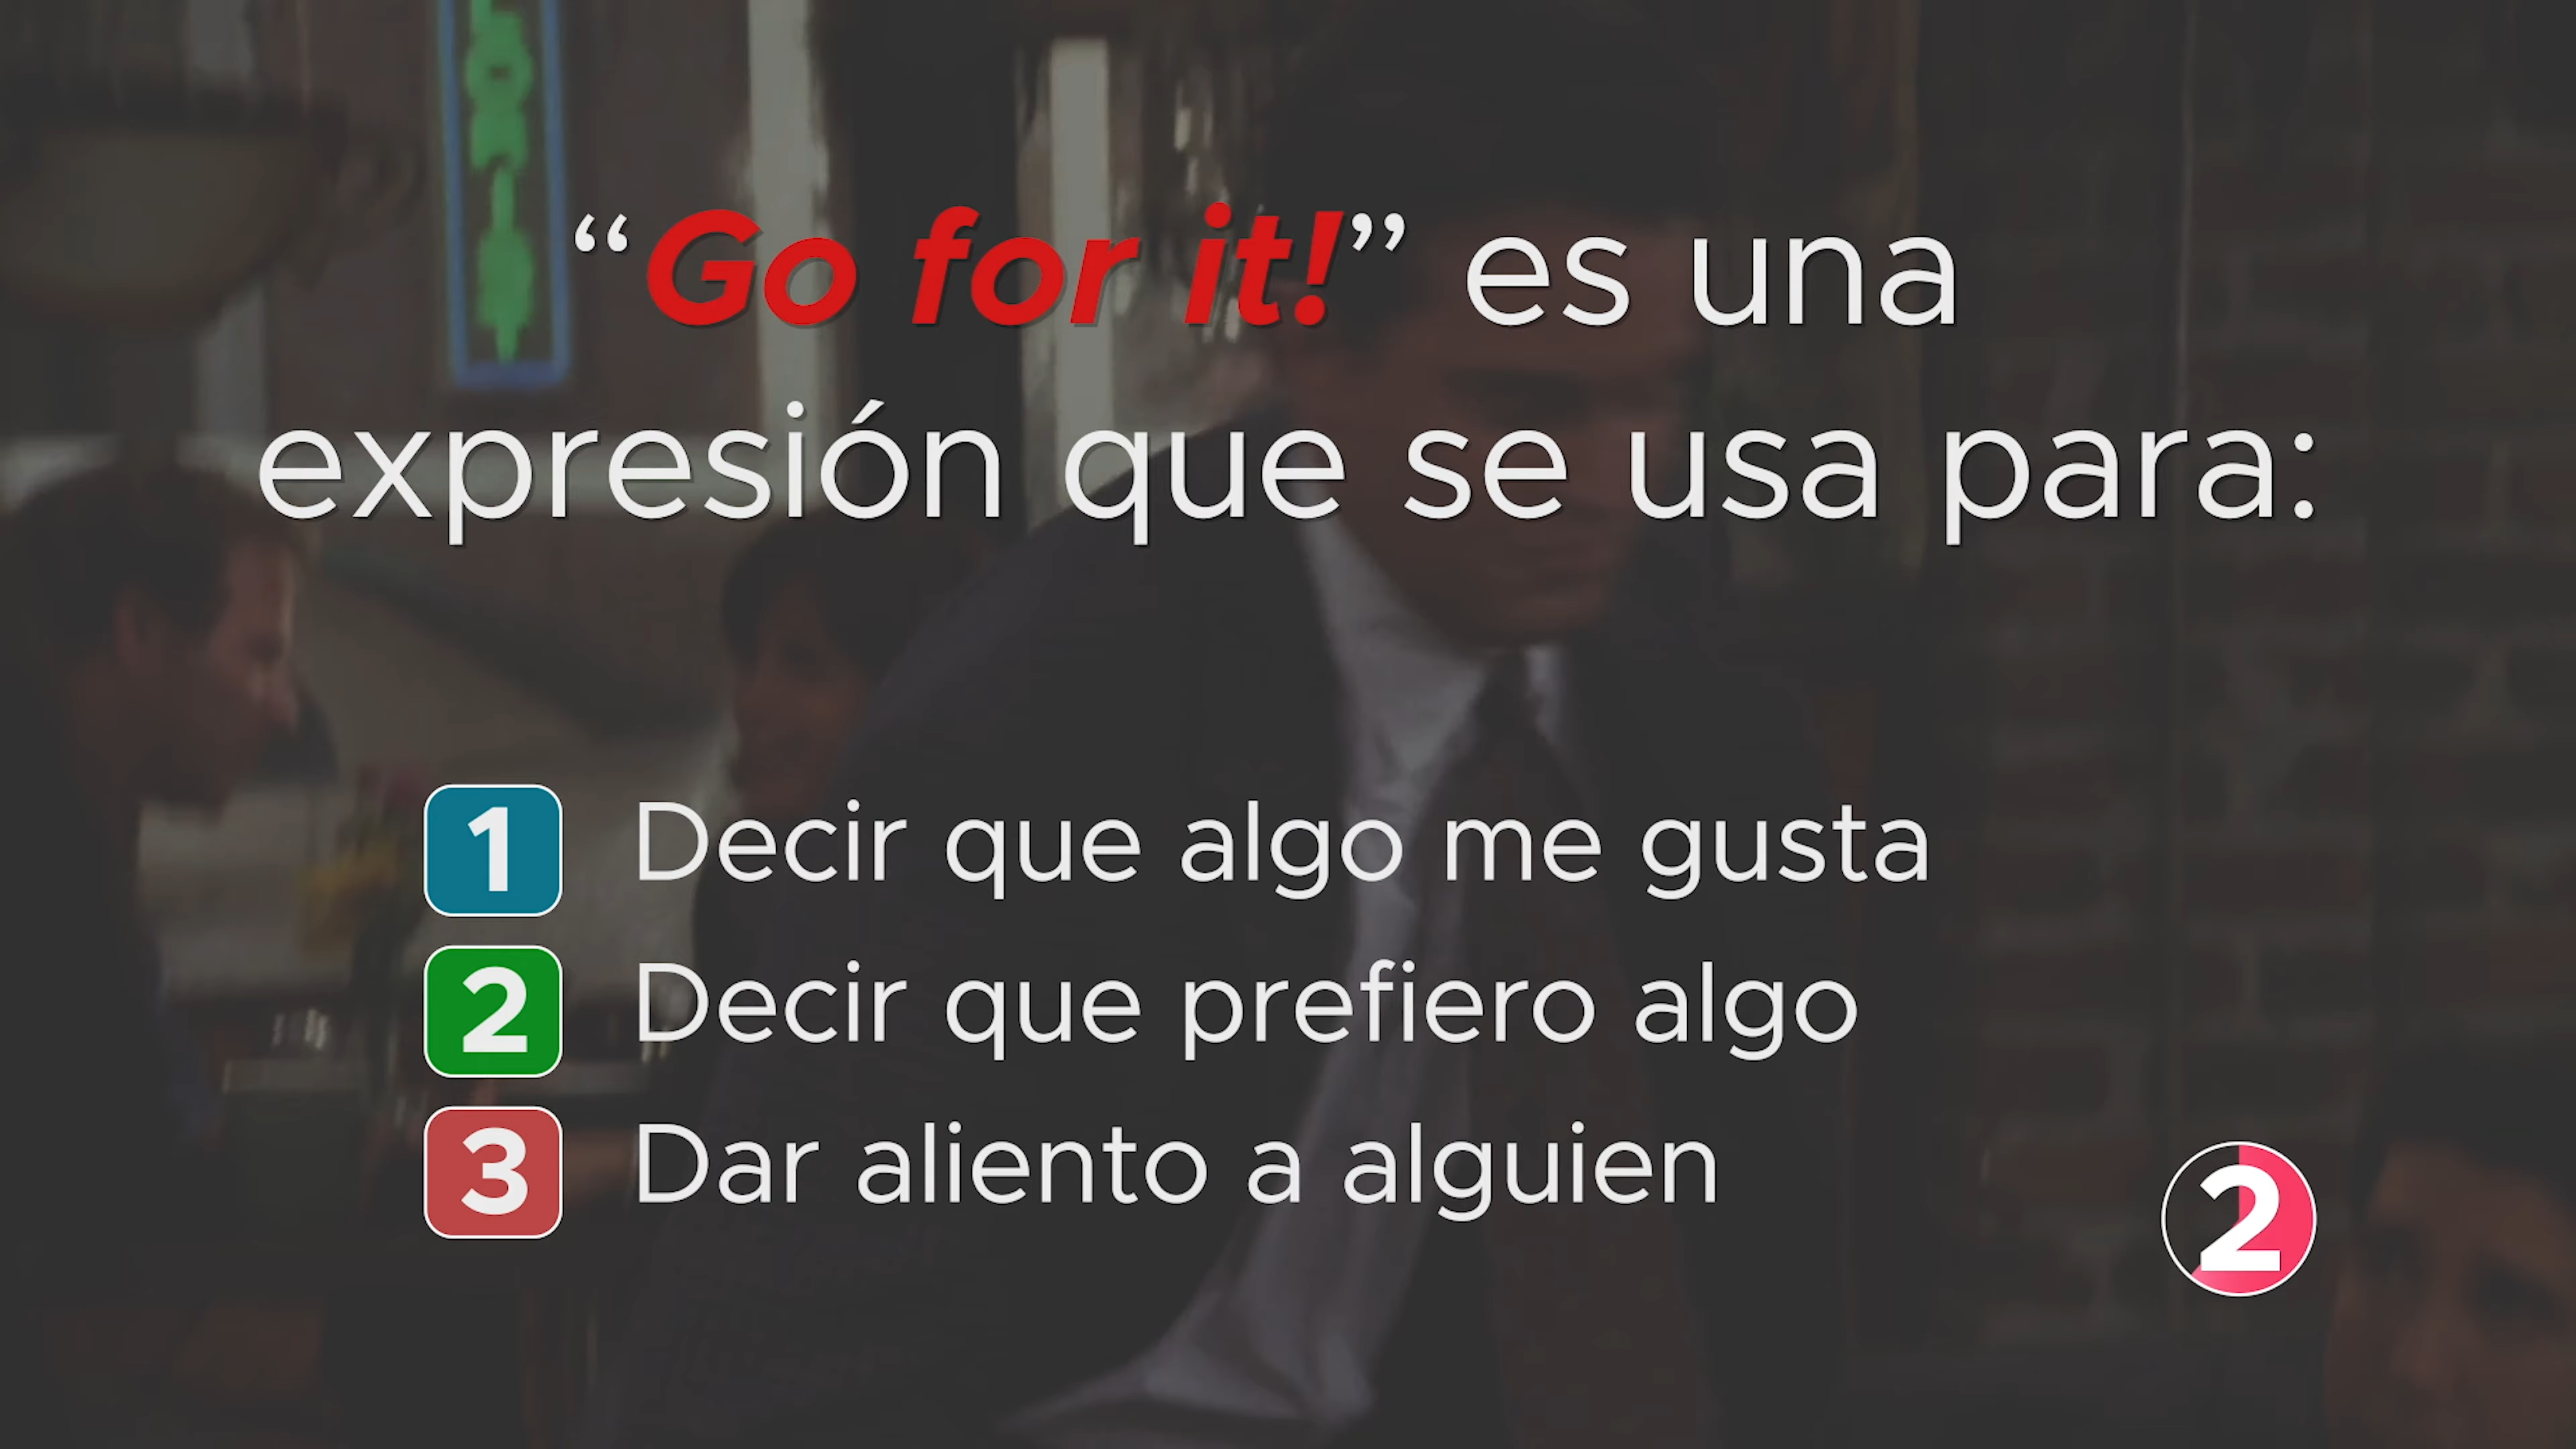 “Go for it!” es una
expresión que se usa para:
1 Decir que algo me gusta
2 Decir que prefiero algo
3 Dar aliento a alguien
2